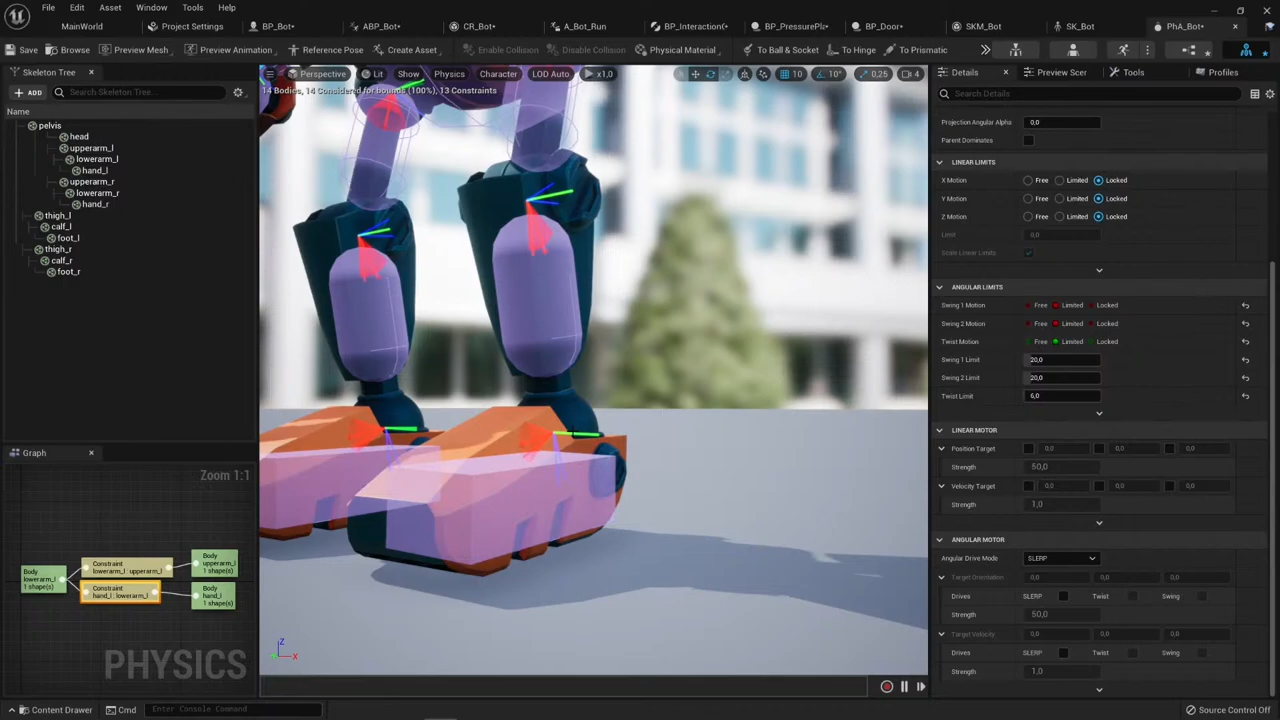 File Edit Asset Window Tools Help
MainWorld Project Settings BP_Bot* ABP_Bot* CR_Bot* A_Bot_Run BP_Interaction(* BP_PressurePla* BP_Door* SKM_Bot SK_Bot PhA_Bot*
Save Browse Preview Mesh Preview Animation Reference Pose Create Asset Enable Collision Disable Collision Physical Material To Ball & Socket To Hinge To Prismatic
Skeleton Tree
ADD Search Skeleton Tree...
Name
pelvis
head
upperarm_l
lowerarm_l
hand_l
upperarm_r
lowerarm_r
hand_r
thigh_l
calf_l
foot_l
thigh_r
calf_r
foot_r
Graph
Zoom 1:1
Body
lowerarm_l
1 shape(s)
Constraint
lowerarm_l : upperarm_l
Body
upperarm_l
1 shape(s)
Constraint
hand_l : lowerarm_l
Body
hand_l
1 shape(s)
PHYSICS
Perspective Lit Show Physics Character LOD Auto x1,0 10 10° 0,25 4
14 Bodies, 14 Considered for bounds (100%), 13 Constraints
Z
X
Details Preview Scer Tools Profiles
Search Details
Projection Angular Alpha 0,0
Parent Dominates
LINEAR LIMITS
X Motion Free Limited Locked
Y Motion Free Limited Locked
Z Motion Free Limited Locked
Limit 0,0
Scale Linear Limits
ANGULAR LIMITS
Swing 1 Motion Free Limited Locked
Swing 2 Motion Free Limited Locked
Twist Motion Free Limited Locked
Swing 1 Limit 20,0
Swing 2 Limit 20,0
Twist Limit 6,0
LINEAR MOTOR
Position Target 0,0 0,0 0,0
Strength 50,0
Velocity Target 0,0 0,0 0,0
Strength 1,0
ANGULAR MOTOR
Angular Drive Mode SLERP
Target Orientation 0,0 0,0 0,0
Drives SLERP Twist Swing
Strength 50,0
Target Velocity 0,0 0,0 0,0
Drives SLERP Twist Swing
Strength 1,0
Content Drawer Cmd Enter Console Command Source Control Off